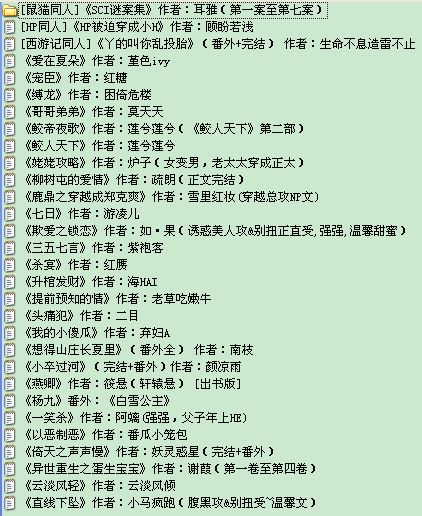 [鼠猫同人]《SCI谜案集》作者：耳雅（第一案至第七案）
[HP同人]《HP被迫穿成小H》作者：顾盼若浅
[西游记同人]《丫的叫你乱投胎》（番外+完结） 作者：生命不息造雷不止
《爱在夏朵》作者：堇色ivy
《宠臣》作者：红糖
《缚龙》作者：困倚危楼
《哥哥弟弟》作者：莫天天
《鲛帝夜歌》作者：莲兮莲兮（《鲛人天下》第二部）
《鲛人天下》作者：莲兮莲兮
《姥姥攻略》作者：炉子（女变男，老太太穿成正太）
《柳树屯的爱情》作者：疏朗（正文完结）
《鹿鼎之穿越成郑克爽》作者：雪里红妆(穿越总攻NP文)
《七日》作者：游凌儿
《欺爱之锁恋》作者：如·果（诱惑美人攻&别扭正直受,强强,温馨甜蜜）
《三五七言》作者：紫袍客
《杀宴》作者：红赝
《升棺发财》作者：海HAI
《提前预知的情》作者：老草吃嫩牛
《头痛犯》作者：二目
《我的小傻瓜》作者：弃妇A
《想得山庄长夏里》（番外全） 作者：南枝
《小卒过河》（完结+番外）作者：颜凉雨
《燕卿》作者：筱悬（轩辕悬） [出书版]
《杨九》番外：《白雪公主》
《一笑杀》作者：阿螭(强强，父子年上HE)
《以恶制恶》作者：番瓜小笼包
《倚天之声声慢》作者：妖灵惑星（完结+番外）
《异世重生之蛋生宝宝》作者：谢葭（第一卷至第四卷）
《云淡风轻》作者：云淡风倾
《直线下坠》作者：小马疯跑（腹黑攻&别扭受~温馨文）